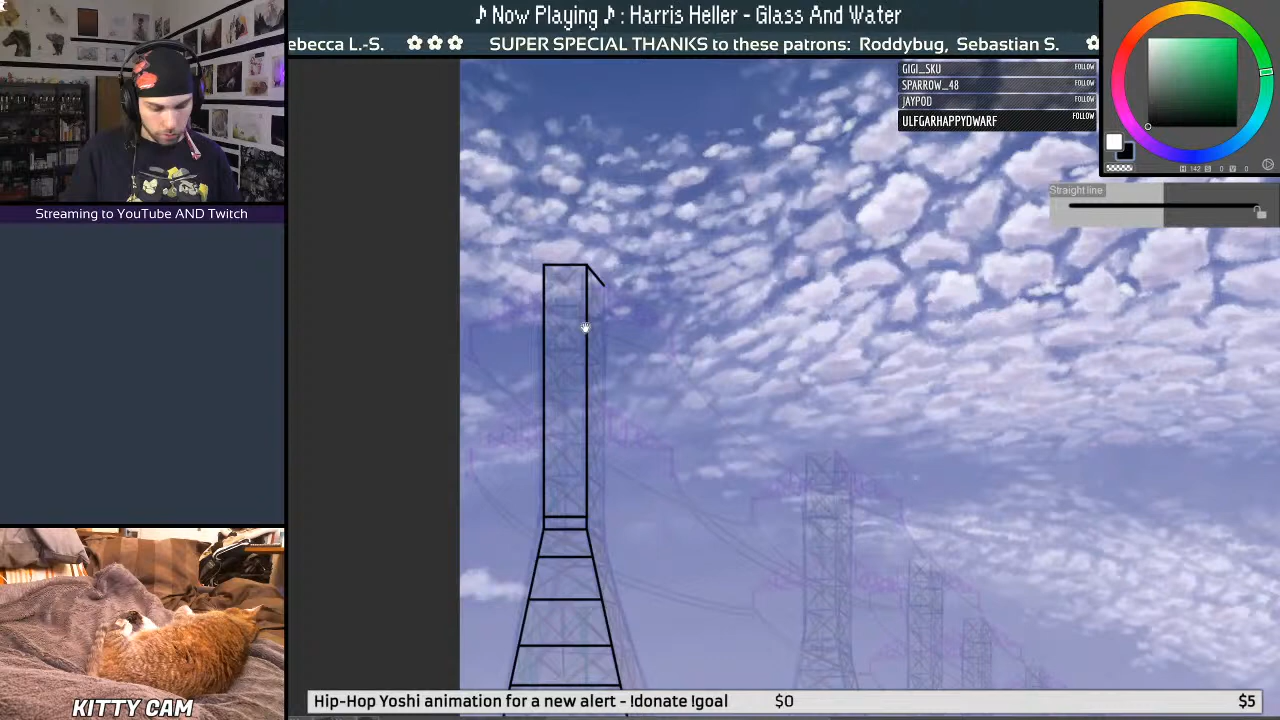 ♪ Now Playing ♪ : Harris Heller - Glass And Water
ebecca L.-S. ✿ ✿ ✿ SUPER SPECIAL THANKS to these patrons: Roddybug, Sebastian S. ✿
GIGI_SKU FOLLOW
SPARROW_48 FOLLOW
JAYPOD FOLLOW
ULFGARHAPPYDWARF FOLLOW
Straight line
Streaming to YouTube AND Twitch
KITTY CAM
Hip-Hop Yoshi animation for a new alert - !donate !goal $0 $5